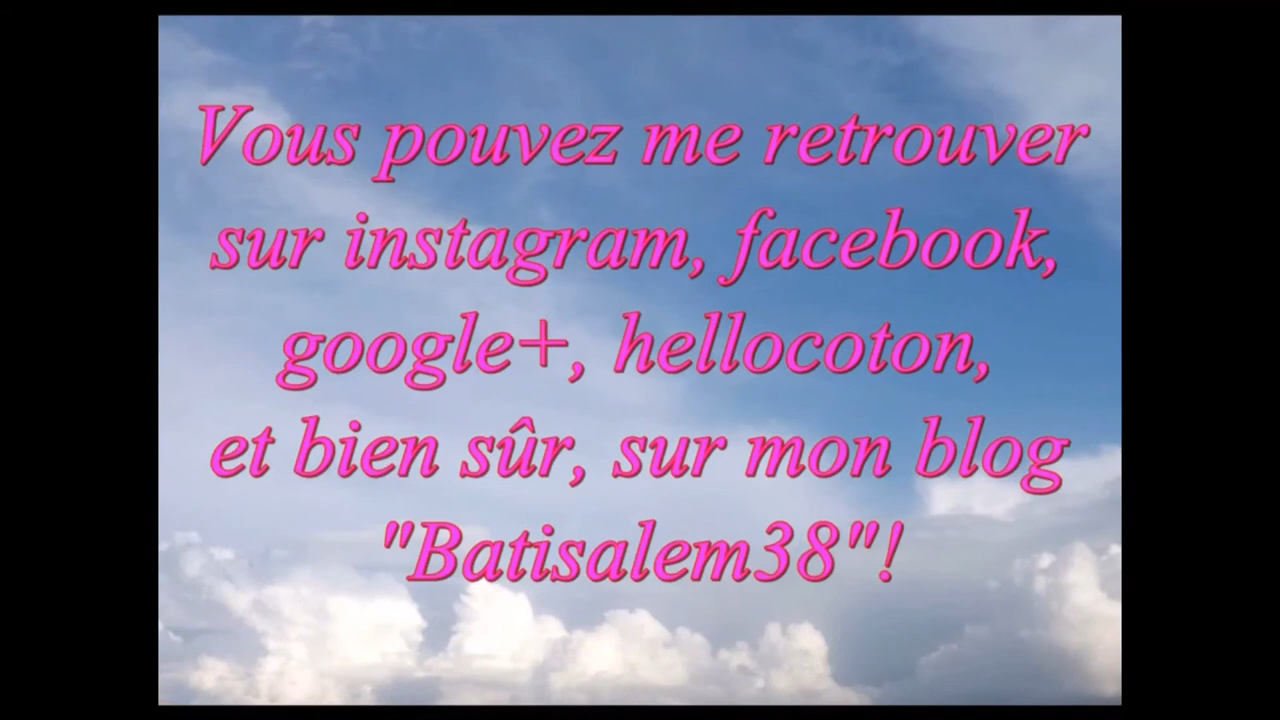 Vous pouvez me retrouver
sur instagram, facebook,
google+, hellocoton,
et bien sûr, sur mon blog
"Batisalem38"!